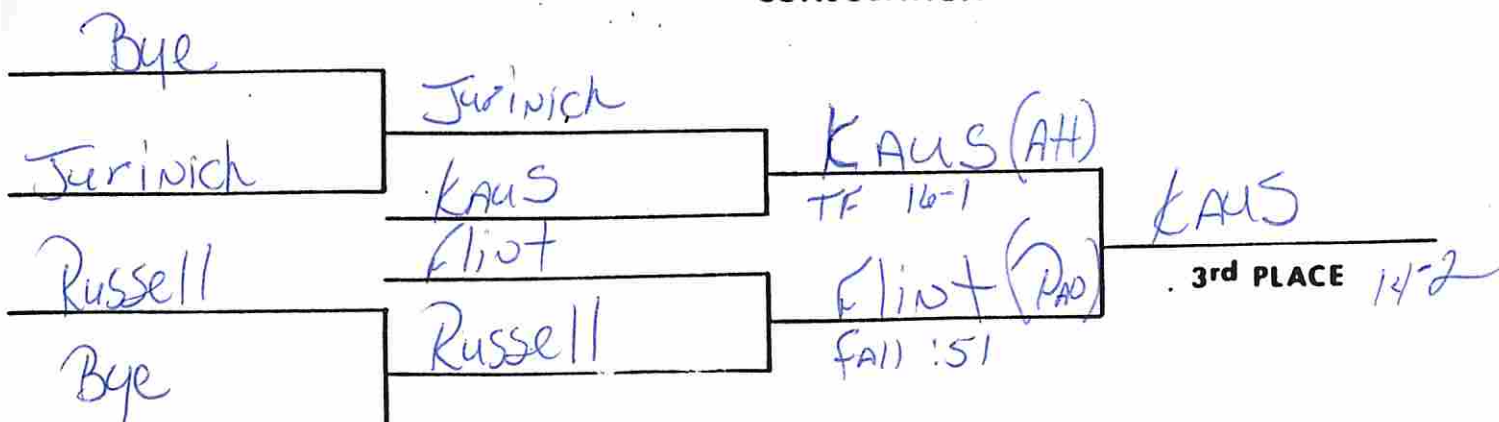 Bye
Jurinich
Jurinich
KAUS (AH)
KAUS
TF 16-1
KAUS
Flint
3rd PLACE 14-2
Russell
Flint (PAD)
Russell
FAll :51
Bye